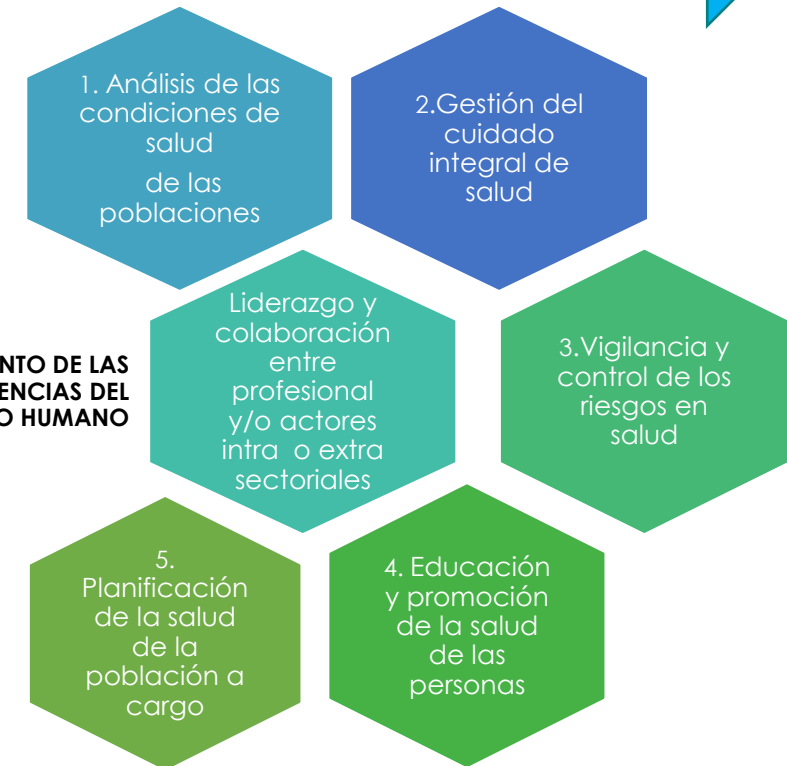 1. Análisis de las
condiciones de
salud
de las
poblaciones
2.Gestión del
cuidado
integral de
salud
Liderazgo y
colaboración
entre
profesional
y/o actores
intra o extra
sectoriales
NTO DE LAS
ENCIAS DEL
O HUMANO
3.Vigilancia y
control de los
riesgos en
salud
5.
Planificación
de la salud
de la
población a
cargo
4. Educación
y promoción
de la salud
de las
personas